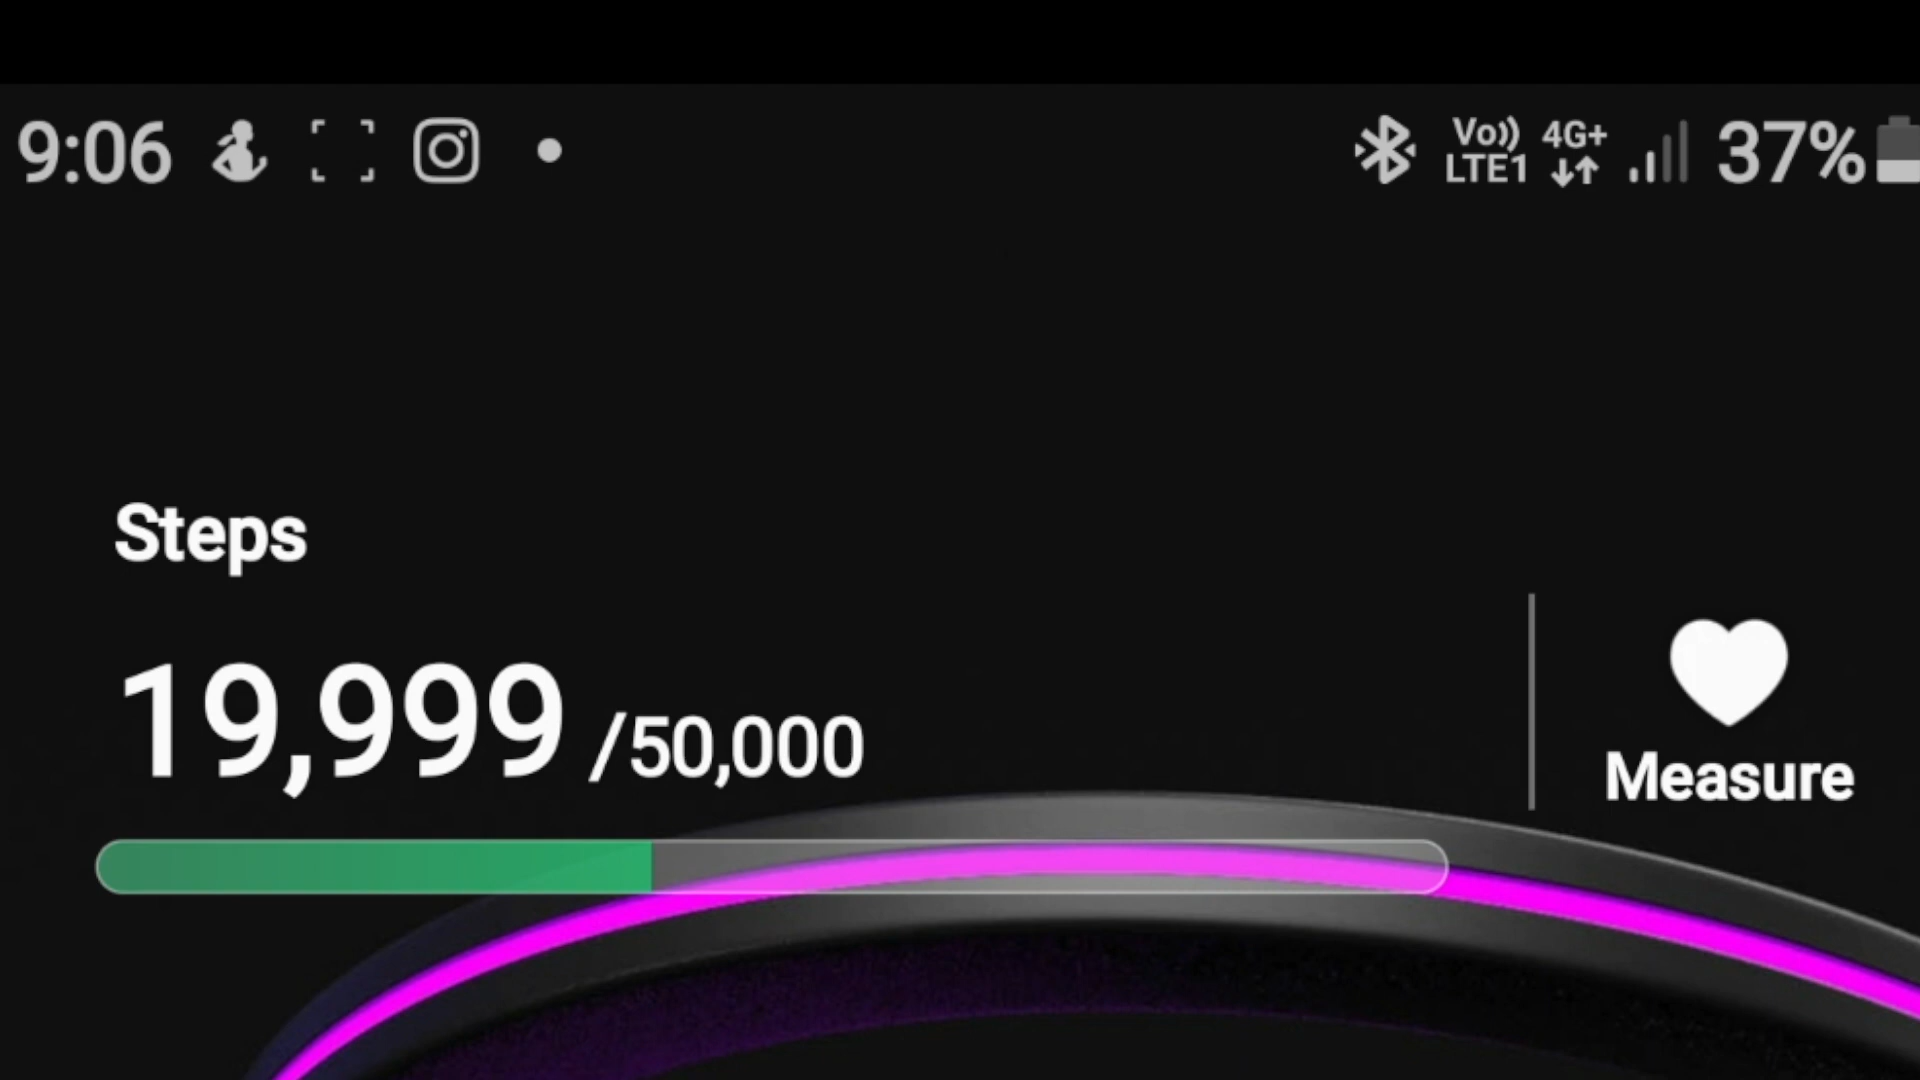 9:06 Vo)) LTE1 4G+ 37%
Steps
19,999 /50,000
Measure